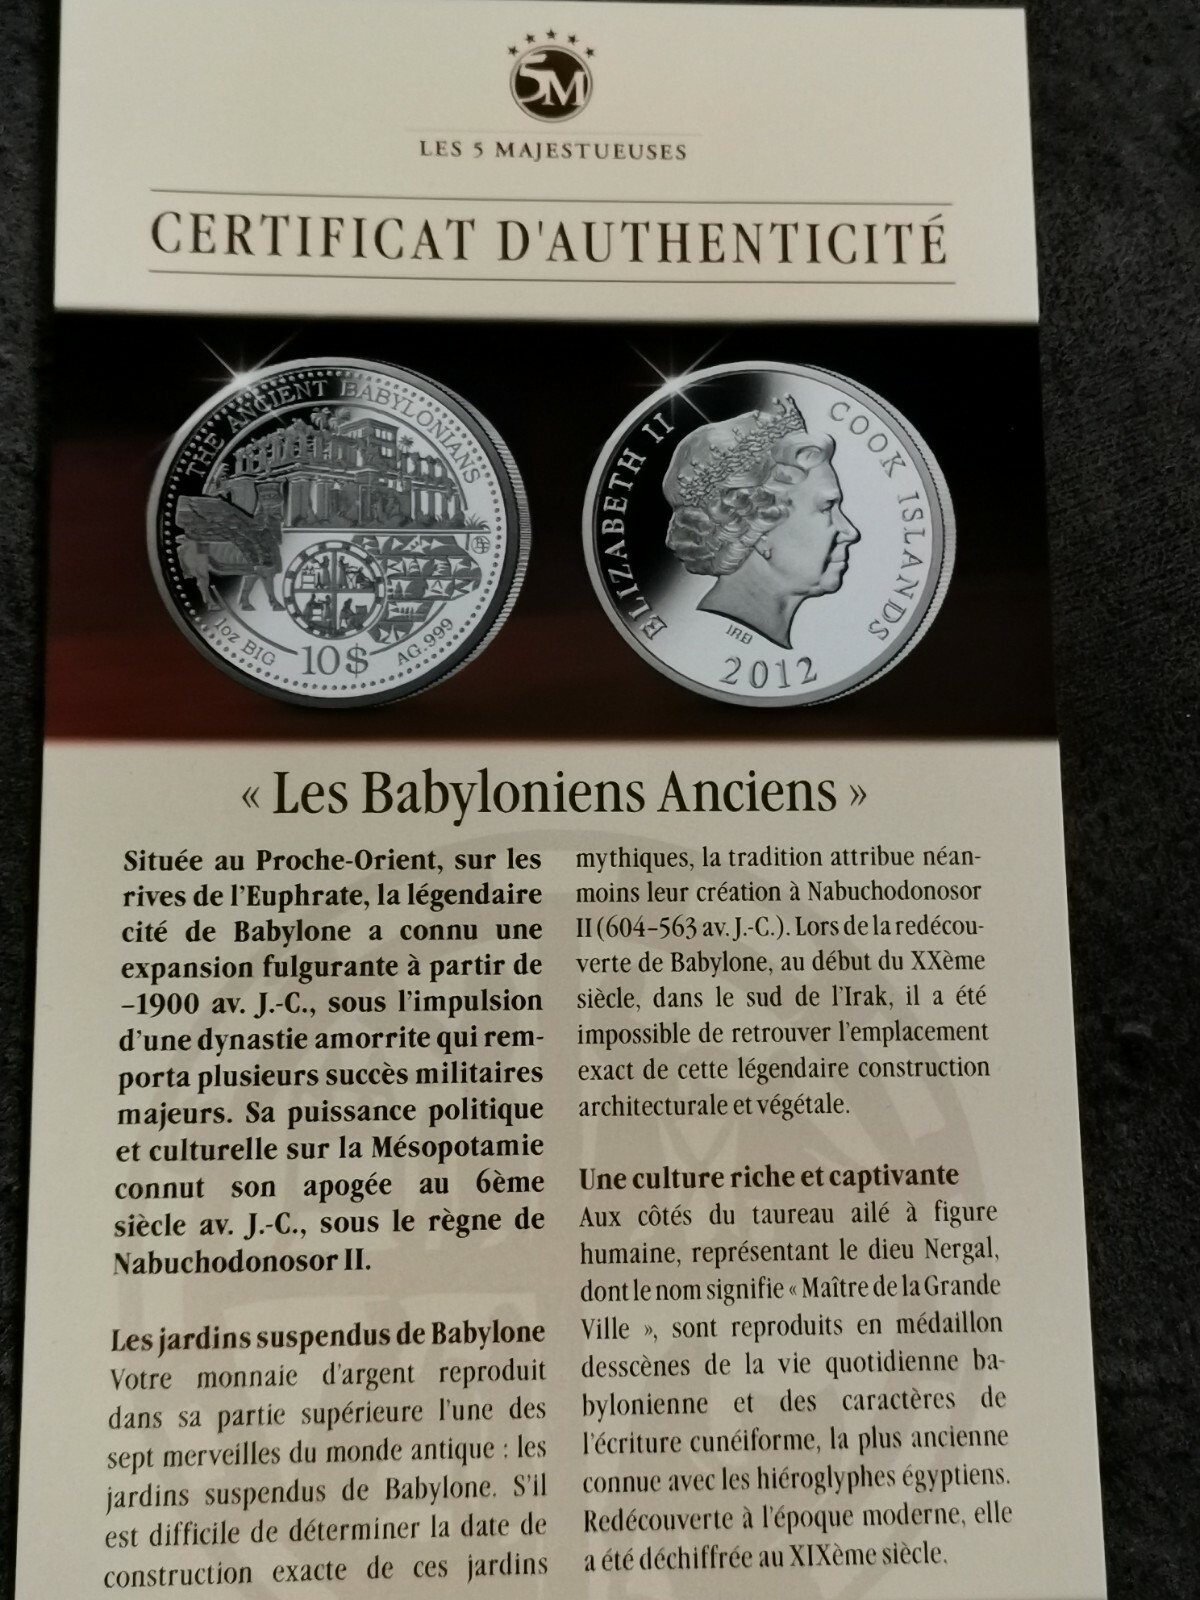 5M
LES 5 MAJESTUEUSES
CERTIFICAT D'AUTHENTICITÉ
THE ANCIENT BABYLONIANS
1OZ BIG
10$
AG.999
ELIZABETH II
COOK ISLANDS
IRB
2012
« Les Babyloniens Anciens »
Située au Proche-Orient, sur les
rives de l'Euphrate, la légendaire
cité de Babylone a connu une
expansion fulgurante à partir de
–1900 av. J.-C., sous l'impulsion
d'une dynastie amorrite qui rem-
porta plusieurs succès militaires
majeurs. Sa puissance politique
et culturelle sur la Mésopotamie
connut son apogée au 6ème
siècle av. J.-C., sous le règne de
Nabuchodonosor II.
Les jardins suspendus de Babylone
Votre monnaie d'argent reproduit
dans sa partie supérieure l'une des
sept merveilles du monde antique : les
jardins suspendus de Babylone. S'il
est difficile de déterminer la date de
construction exacte de ces jardins
mythiques, la tradition attribue néan-
moins leur création à Nabuchodonosor
II (604–563 av. J.-C.). Lors de la redécou-
verte de Babylone, au début du XXème
siècle, dans le sud de l'Irak, il a été
impossible de retrouver l'emplacement
exact de cette légendaire construction
architecturale et végétale.
Une culture riche et captivante
Aux côtés du taureau ailé à figure
humaine, représentant le dieu Nergal,
dont le nom signifie « Maître de la Grande
Ville », sont reproduits en médaillon
desscènes de la vie quotidienne ba-
bylonienne et des caractères de
l'écriture cunéiforme, la plus ancienne
connue avec les hiéroglyphes égyptiens.
Redécouverte à l'époque moderne, elle
a été déchiffrée au XIXème siècle.